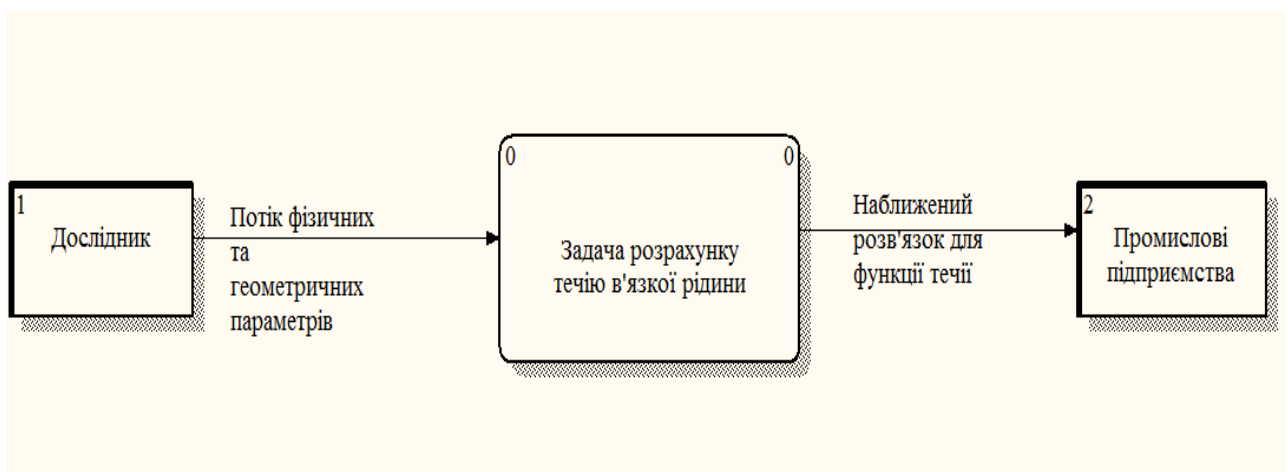 1
Дослідник
Потік фізичних
та
геометричних
параметрів
0
0
Задача розрахунку
течію в'язкої рідини
Наближений
розв'язок для
функції течії
2
Промислові
підприємства